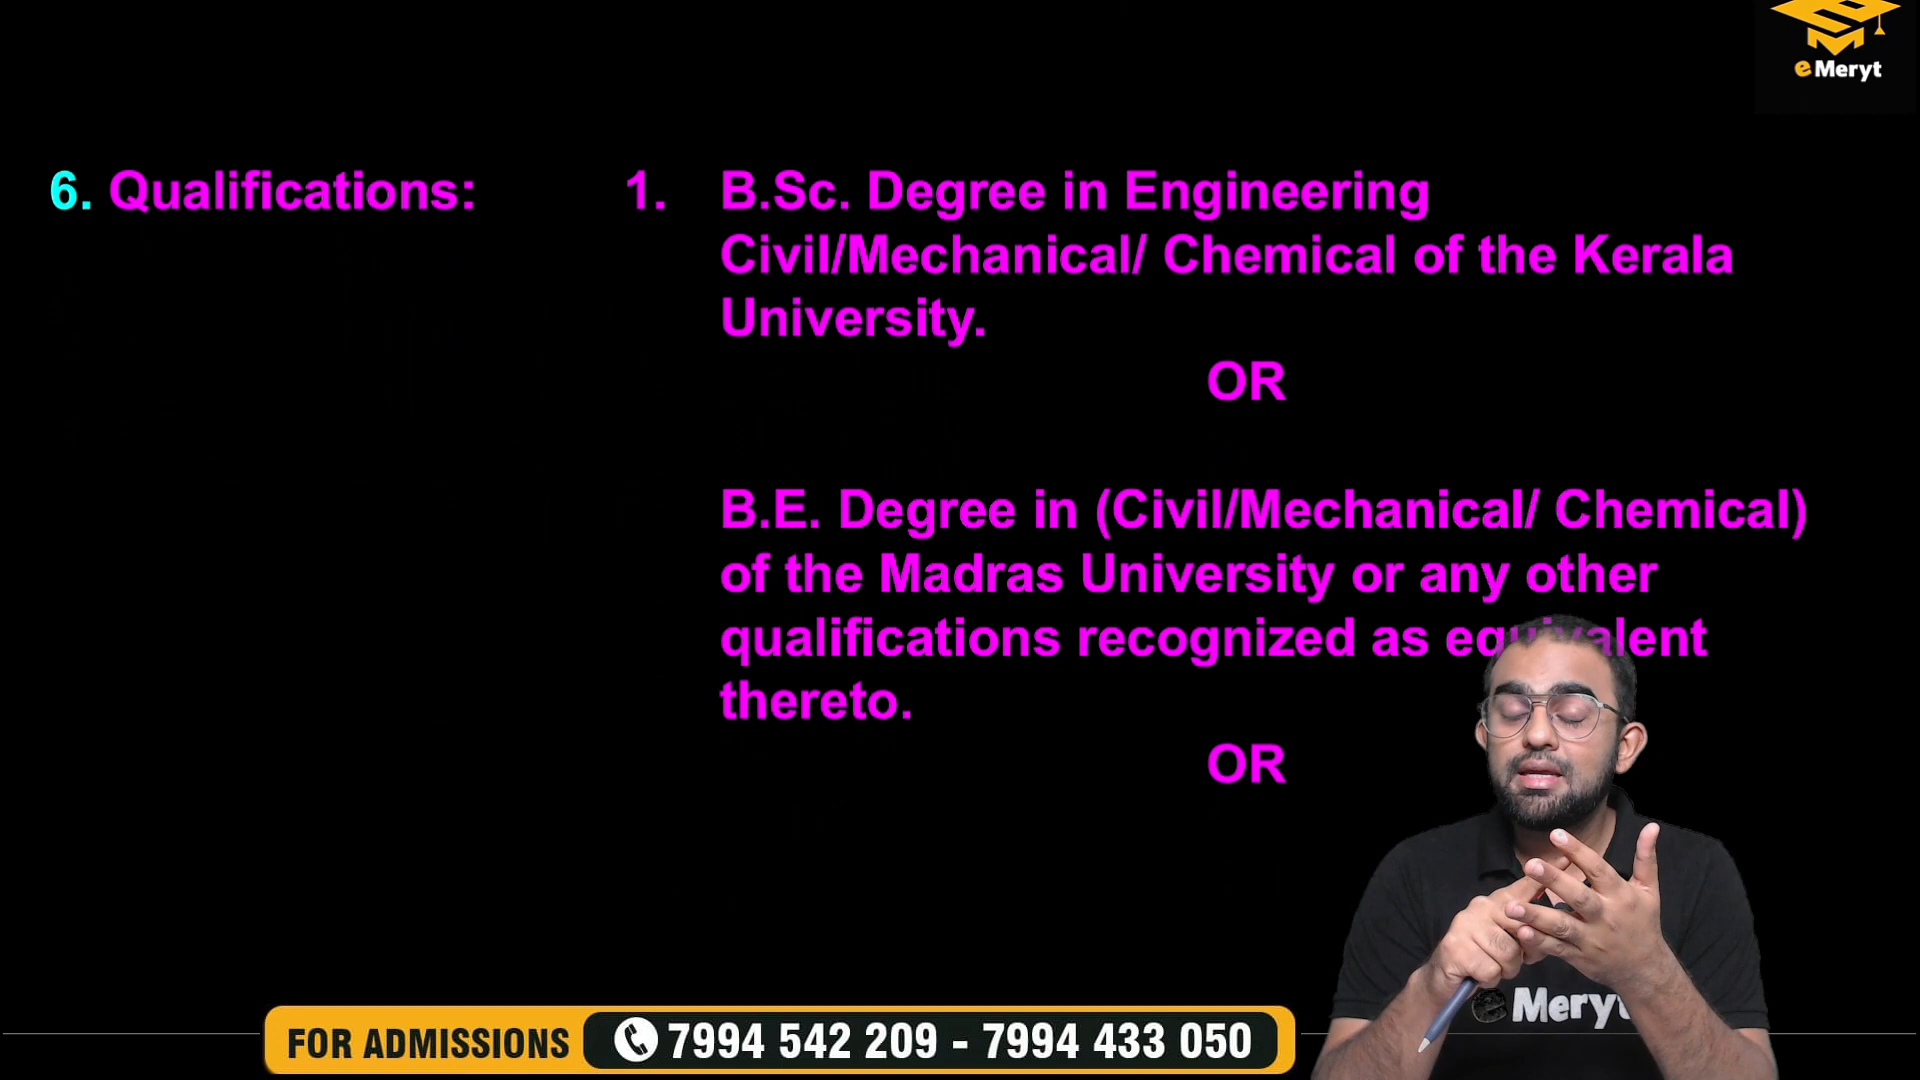 eMeryt
6. Qualifications: 1. B.Sc. Degree in Engineering
Civil/Mechanical/ Chemical of the Kerala
University.
OR
B.E. Degree in (Civil/Mechanical/ Chemical)
of the Madras University or any other
qualifications recognized as equivalent
thereto.
OR
e Meryt
FOR ADMISSIONS 7994 542 209 - 7994 433 050